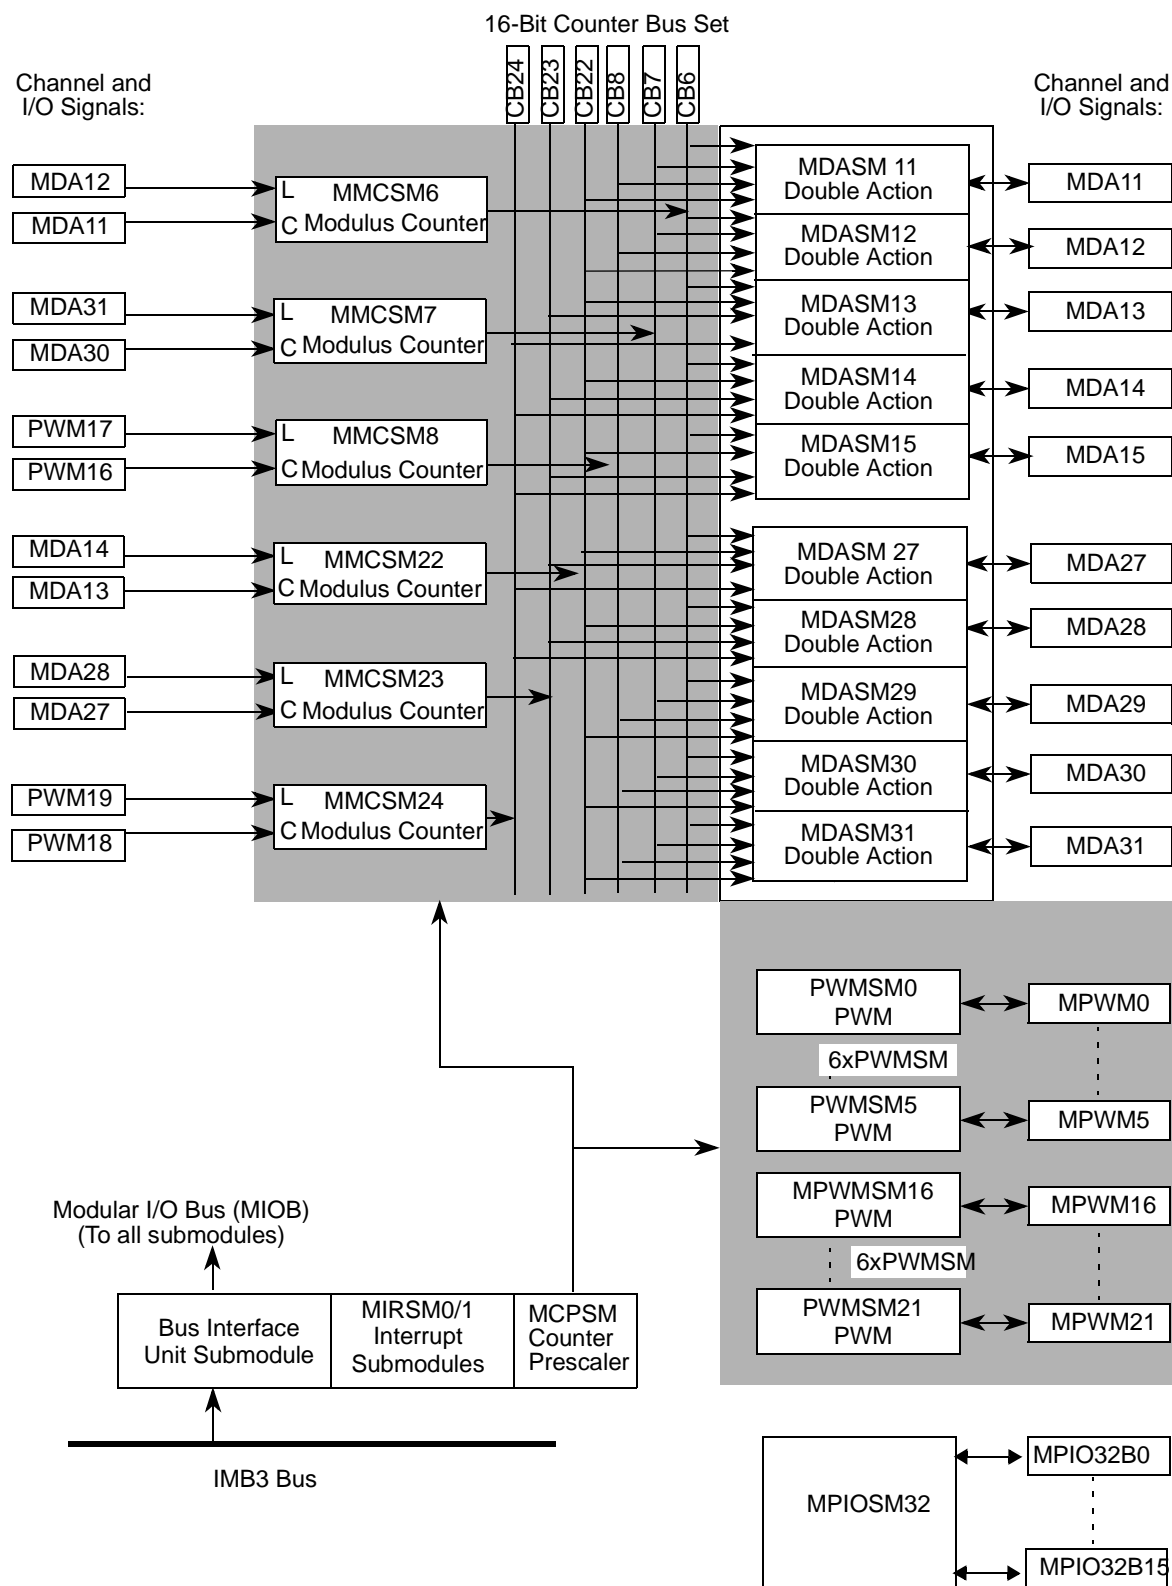 16-Bit Counter Bus Set
CB24
CB23
CB22
CB8
CB7
CB6
Channel and
I/O Signals:
Channel and
I/O Signals:
MDA12
MDA11
L
C
MMCSM6
Modulus Counter
MDA31
MDA30
L
C
MMCSM7
Modulus Counter
PWM17
PWM16
L
C
MMCSM8
Modulus Counter
MDA14
MDA13
L
C
MMCSM22
Modulus Counter
MDA28
MDA27
L
C
MMCSM23
Modulus Counter
PWM19
PWM18
L
C
MMCSM24
Modulus Counter
MDASM 11
Double Action
MDA11
MDASM12
Double Action
MDA12
MDASM13
Double Action
MDA13
MDASM14
Double Action
MDA14
MDASM15
Double Action
MDA15
MDASM 27
Double Action
MDA27
MDASM28
Double Action
MDA28
MDASM29
Double Action
MDA29
MDASM30
Double Action
MDA30
MDASM31
Double Action
MDA31
PWMSM0
PWM
MPWM0
6xPWMSM
PWMSM5
PWM
MPWM5
MPWMSM16
PWM
MPWM16
6xPWMSM
PWMSM21
PWM
MPWM21
Modular I/O Bus (MIOB)
(To all submodules)
Bus Interface
Unit Submodule
MIRSM0/1
Interrupt
Submodules
MCPSM
Counter
Prescaler
IMB3 Bus
MPIOSM32
MPIO32B0
MPIO32B15